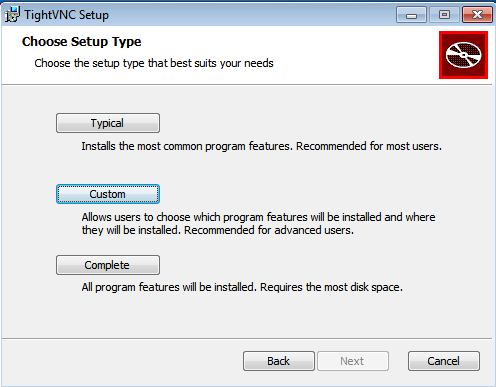 TightVNC Setup
Choose Setup Type
Choose the setup type that best suits your needs
Typical
Installs the most common program features. Recommended for most users.
Custom
Allows users to choose which program features will be installed and where
they will be installed. Recommended for advanced users.
Complete
All program features will be installed. Requires the most disk space.
Back Next Cancel